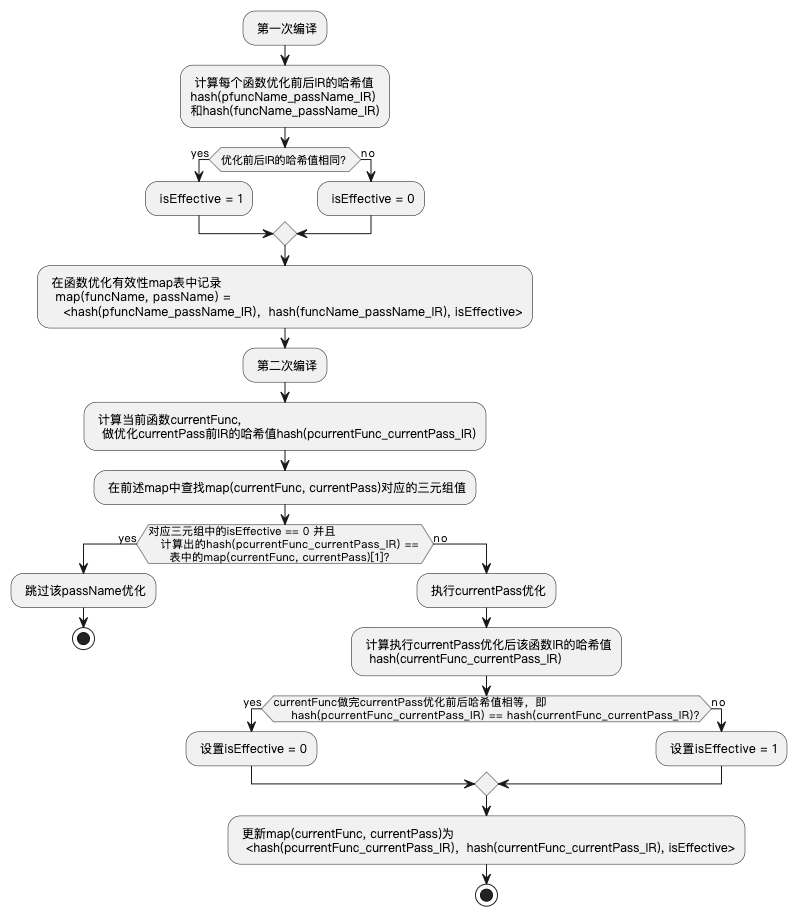 第一次编译
计算每个函数优化前后IR的哈希值
hash(pfuncName_passName_IR)
和hash(funcName_passName_IR)
优化前后IR的哈希值相同?
yes
no
isEffective = 1
isEffective = 0
在函数优化有效性map表中记录
map(funcName, passName) =
<hash(pfuncName_passName_IR)，hash(funcName_passName_IR), isEffective>
第二次编译
计算当前函数currentFunc,
做优化currentPass前IR的哈希值hash(pcurrentFunc_currentPass_IR)
在前述map中查找map(currentFunc, currentPass)对应的三元组值
yes
对应三元组中的isEffective == 0 并且
计算出的hash(pcurrentFunc_currentPass_IR) ==
表中的map(currentFunc, currentPass)[1]?
no
跳过该passName优化
执行currentPass优化
计算执行currentPass优化后该函数IR的哈希值
hash(currentFunc_currentPass_IR)
yes
currentFunc做完currentPass优化前后哈希值相等，即
hash(pcurrentFunc_currentPass_IR) == hash(currentFunc_currentPass_IR)?
no
设置isEffective = 0
设置isEffective = 1
更新map(currentFunc, currentPass)为
<hash(pcurrentFunc_currentPass_IR)，hash(currentFunc_currentPass_IR), isEffective>